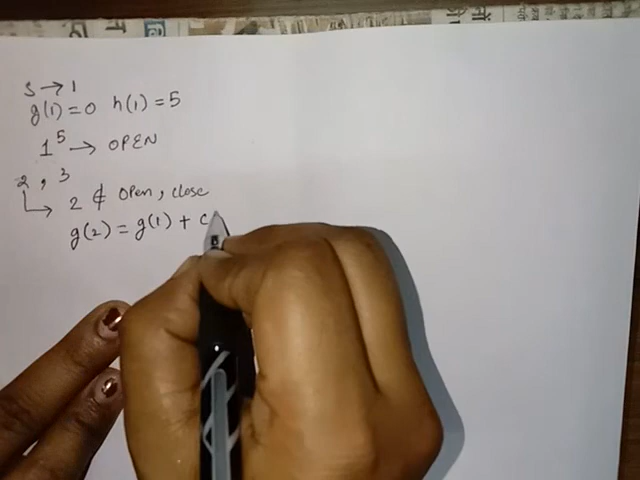 S → 1
g(1) = 0 h(1) = 5
1⁵ → OPEN
2, 3
2 ∉ Open, close
g(2) = g(1) + c